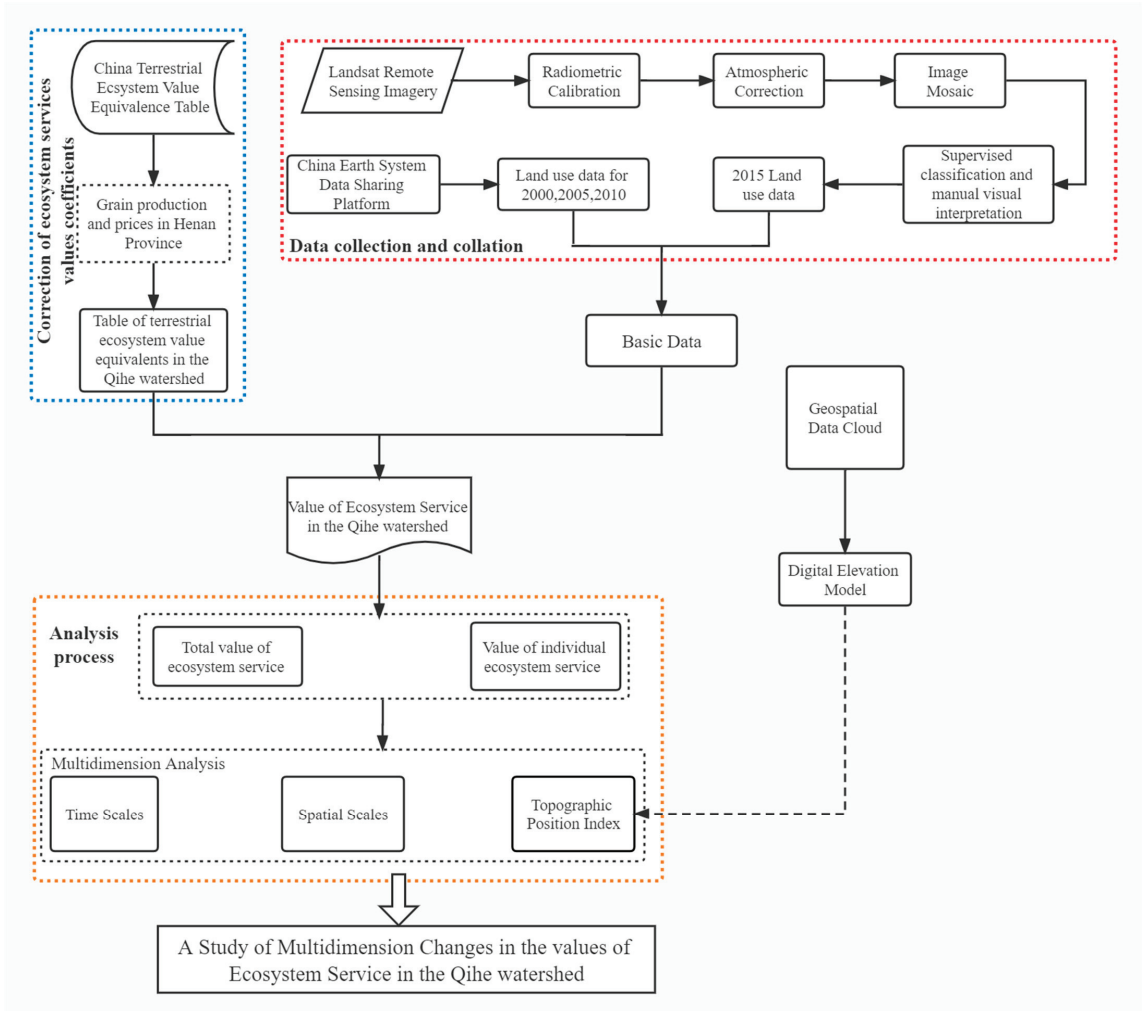 Correction of ecosystem services
values coefficients
China Terrestrial
Ecsystem Value
Equivalence Table
Grain production
and prices in Henan
Province
Table of terrestrial
ecosystem value
equivalents in the
Qihe watershed
Landsat Remote
Sensing Imagery
Radiometric
Calibration
Atmospheric
Correction
Image
Mosaic
China Earth System
Data Sharing
Platform
Land use data for
2000,2005,2010
2015 Land
use data
Supervised
classification and
manual visual
interpretation
Data collection and collation
Basic Data
Geospatial
Data Cloud
Value of Ecosystem Service
in the Qihe watershed
Digital Elevation
Model
Analysis
process
Total value of
ecosystem service
Value of individual
ecosystem service
Multidimension Analysis
Time Scales
Spatial Scales
Topographic
Position Index
A Study of Multidimension Changes in the values of
Ecosystem Service in the Qihe watershed